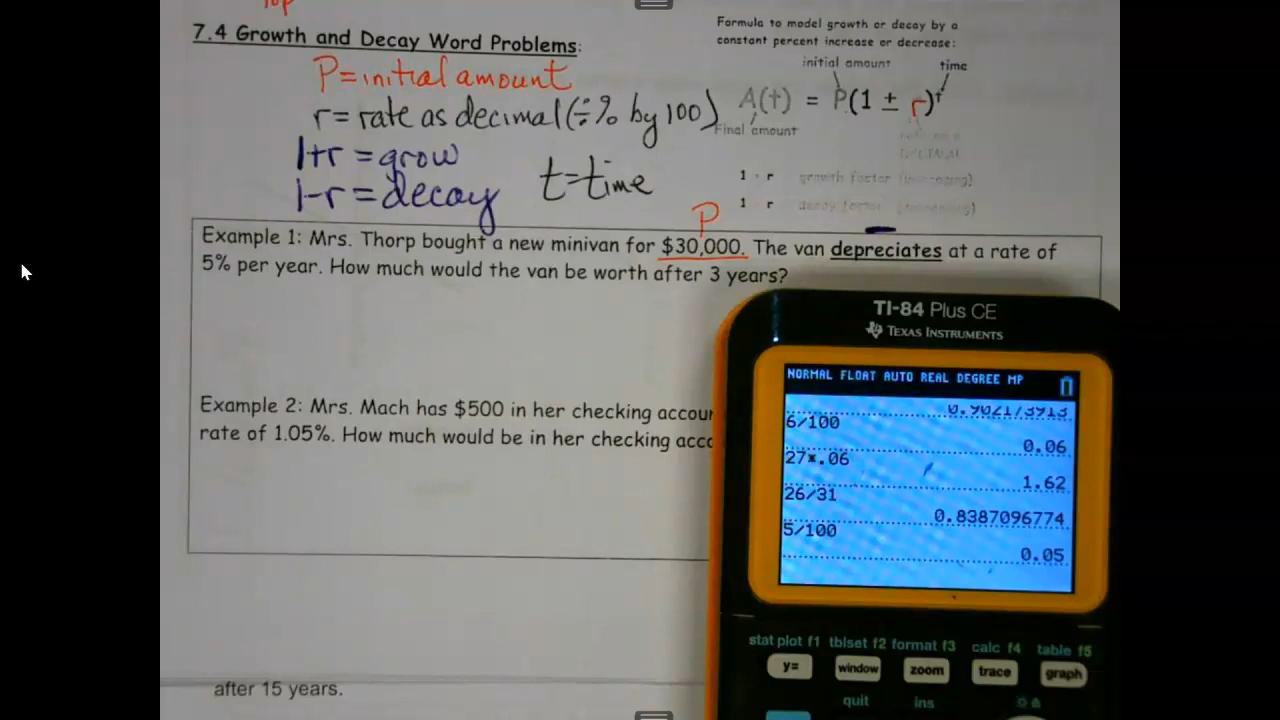 7.4 Growth and Decay Word Problems:
P=initial amount
r=rate as decimal(÷% by 100)
1+r=grow
1-r=decay
t=time
Formula to model growth or decay by a
constant percent increase or decrease:
initial amount time
A(t) = P(1 ± r)^t
Final amount
1 r growth factor
1 r decay factor
P
Example 1: Mrs. Thorp bought a new minivan for $30,000. The van depreciates at a rate of
5% per year. How much would the van be worth after 3 years?
Example 2: Mrs. Mach has $500 in her checking accou
rate of 1.05%. How much would be in her checking acco
after 15 years.
TI-84 Plus CE
TEXAS INSTRUMENTS
NORMAL FLOAT AUTO REAL DEGREE MP
6/100
0.06
27*.06
1.62
26/31
0.8387096774
5/100
0.05
stat plot f1 tblset f2 format f3 calc f4 table f5
y= window zoom trace graph
quit ins